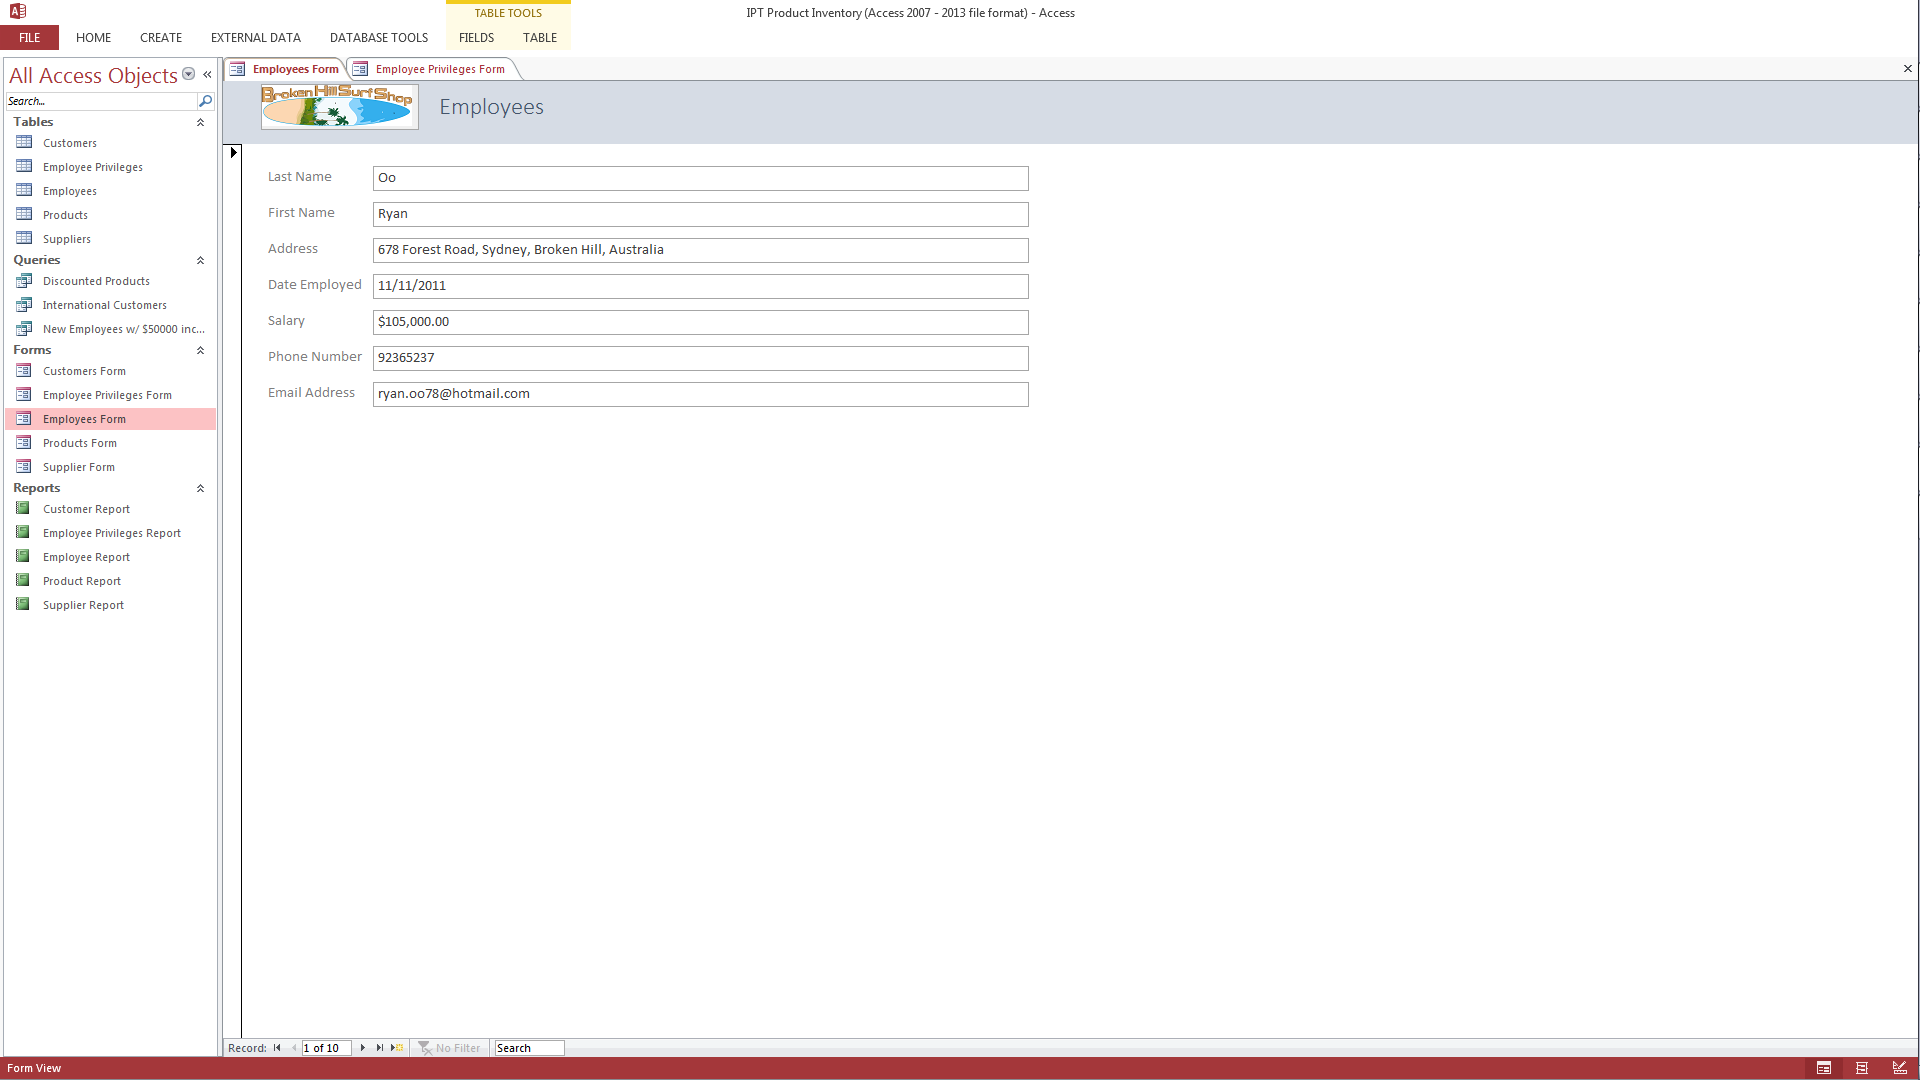 TABLE TOOLS
IPT Product Inventory (Access 2007 - 2013 file format) - Access
FILE
HOME
CREATE
EXTERNAL DATA
DATABASE TOOLS
FIELDS
TABLE
All Access Objects
Search...
Tables
Customers
Employee Privileges
Employees
Products
Suppliers
Queries
Discounted Products
International Customers
New Employees w/ $50000 inc...
Forms
Customers Form
Employee Privileges Form
Employees Form
Products Form
Supplier Form
Reports
Customer Report
Employee Privileges Report
Employee Report
Product Report
Supplier Report
Employees Form
Employee Privileges Form
Broken Hill Surf Shop
Employees
Last Name
Oo
First Name
Ryan
Address
678 Forest Road, Sydney, Broken Hill, Australia
Date Employed
11/11/2011
Salary
$105,000.00
Phone Number
92365237
Email Address
ryan.oo78@hotmail.com
Record:
1 of 10
No Filter
Search
Form View